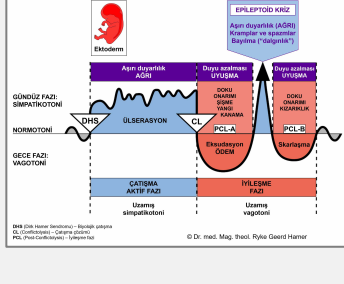 EPİLEPTOİD KRİZ
Aşırı duyarılık (AĞRI)
Kramplar ve spazmlar
Bayılma ("dalgınlık")
Ektoderm
Aşırı duyarlılık
AĞRI
Duyu azalması
UYUŞMA
Duyu azalması
UYUŞMA
GÜNDÜZ FAZI:
SİMPATİKOTONİ
DOKU
ONARIMI
ŞİŞME
YANGI
KANAMA
DOKU
ONARIMI
KIZARIKLIK
DHS
ÜLSERASYON
CL
NORMOTONİ
PCL-A
PCL-B
GECE FAZI:
VAGOTONİ
Eksudasyon
ÖDEM
Skarlaşma
ÇATIŞMA
AKTİF FAZI
İYİLEŞME
FAZI
Uzamış
simpatikotoni
Uzamış
vagotoni
DHS (Dirk Hamer Sendromu) – Biyolojik çatışma
CL (Conflictolysis) – Çatışma çözümü
PCL (Post-Conflictolysis) – İyileşme fazı
© Dr. med. Mag. theol. Ryke Geerd Hamer